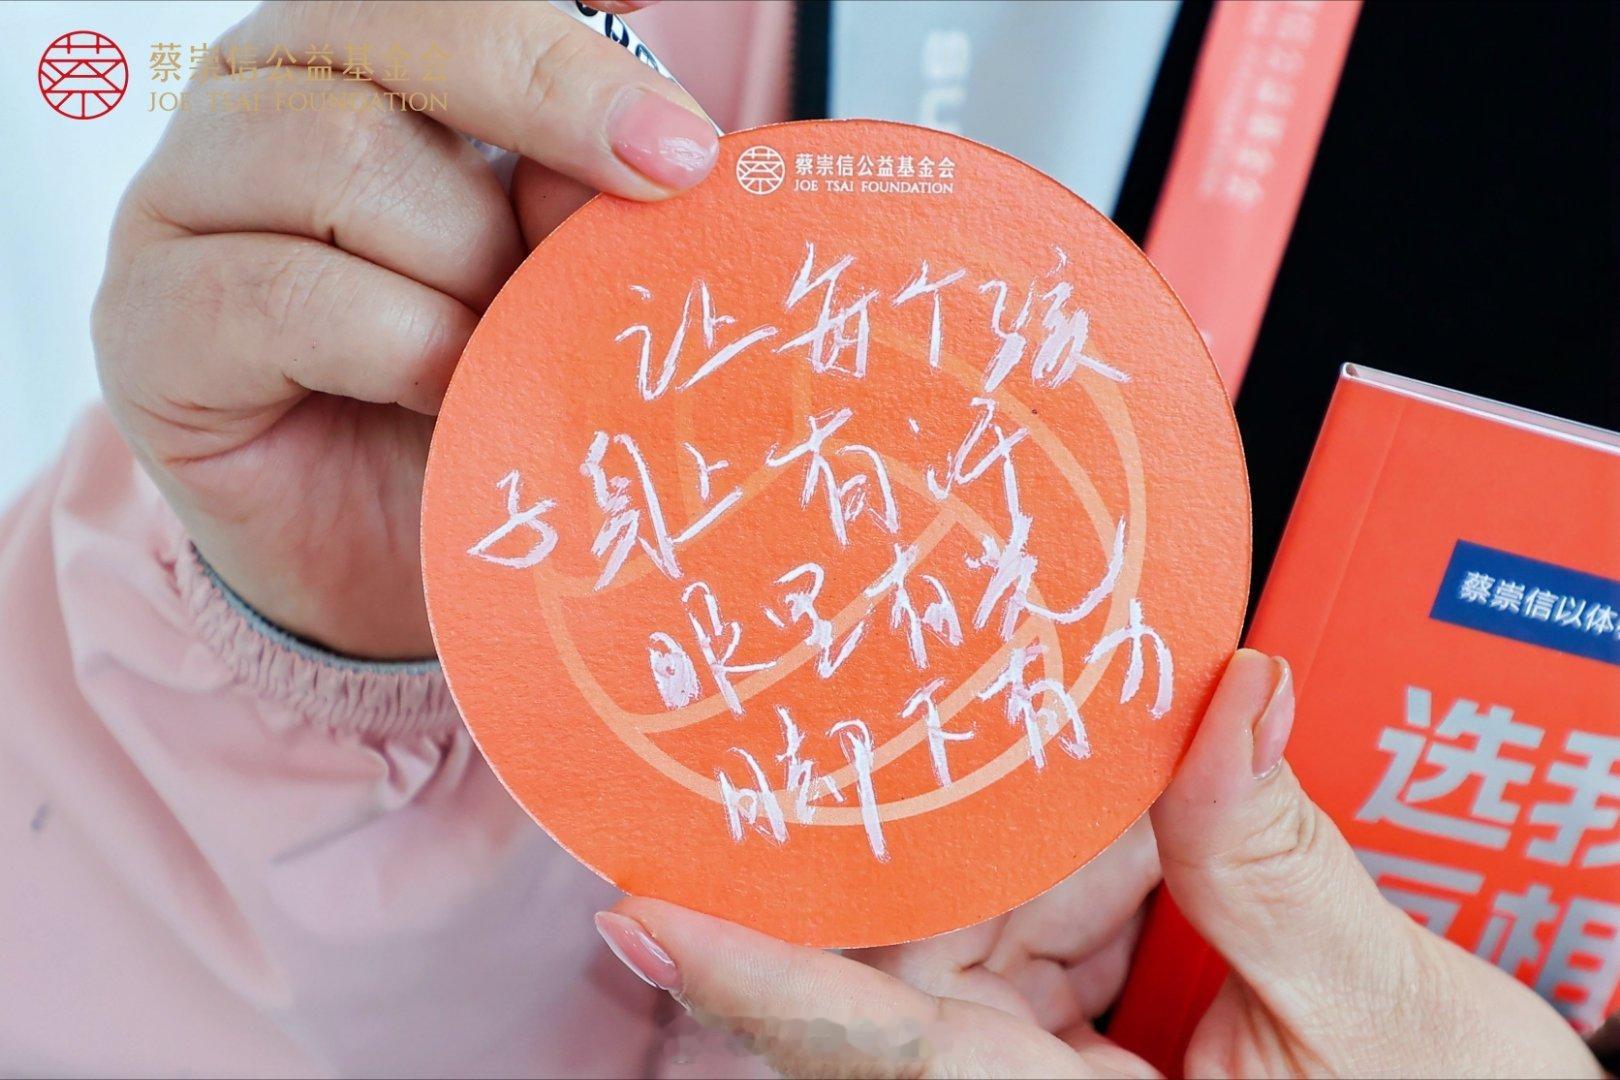 蔡崇信公益基金会
JOE TSAI FOUNDATION
蔡崇信公益基金会
JOE TSAI FOUNDATION
让每个孩
子身上有汗
眼里有光
脚下有力
蔡崇信以体
选我